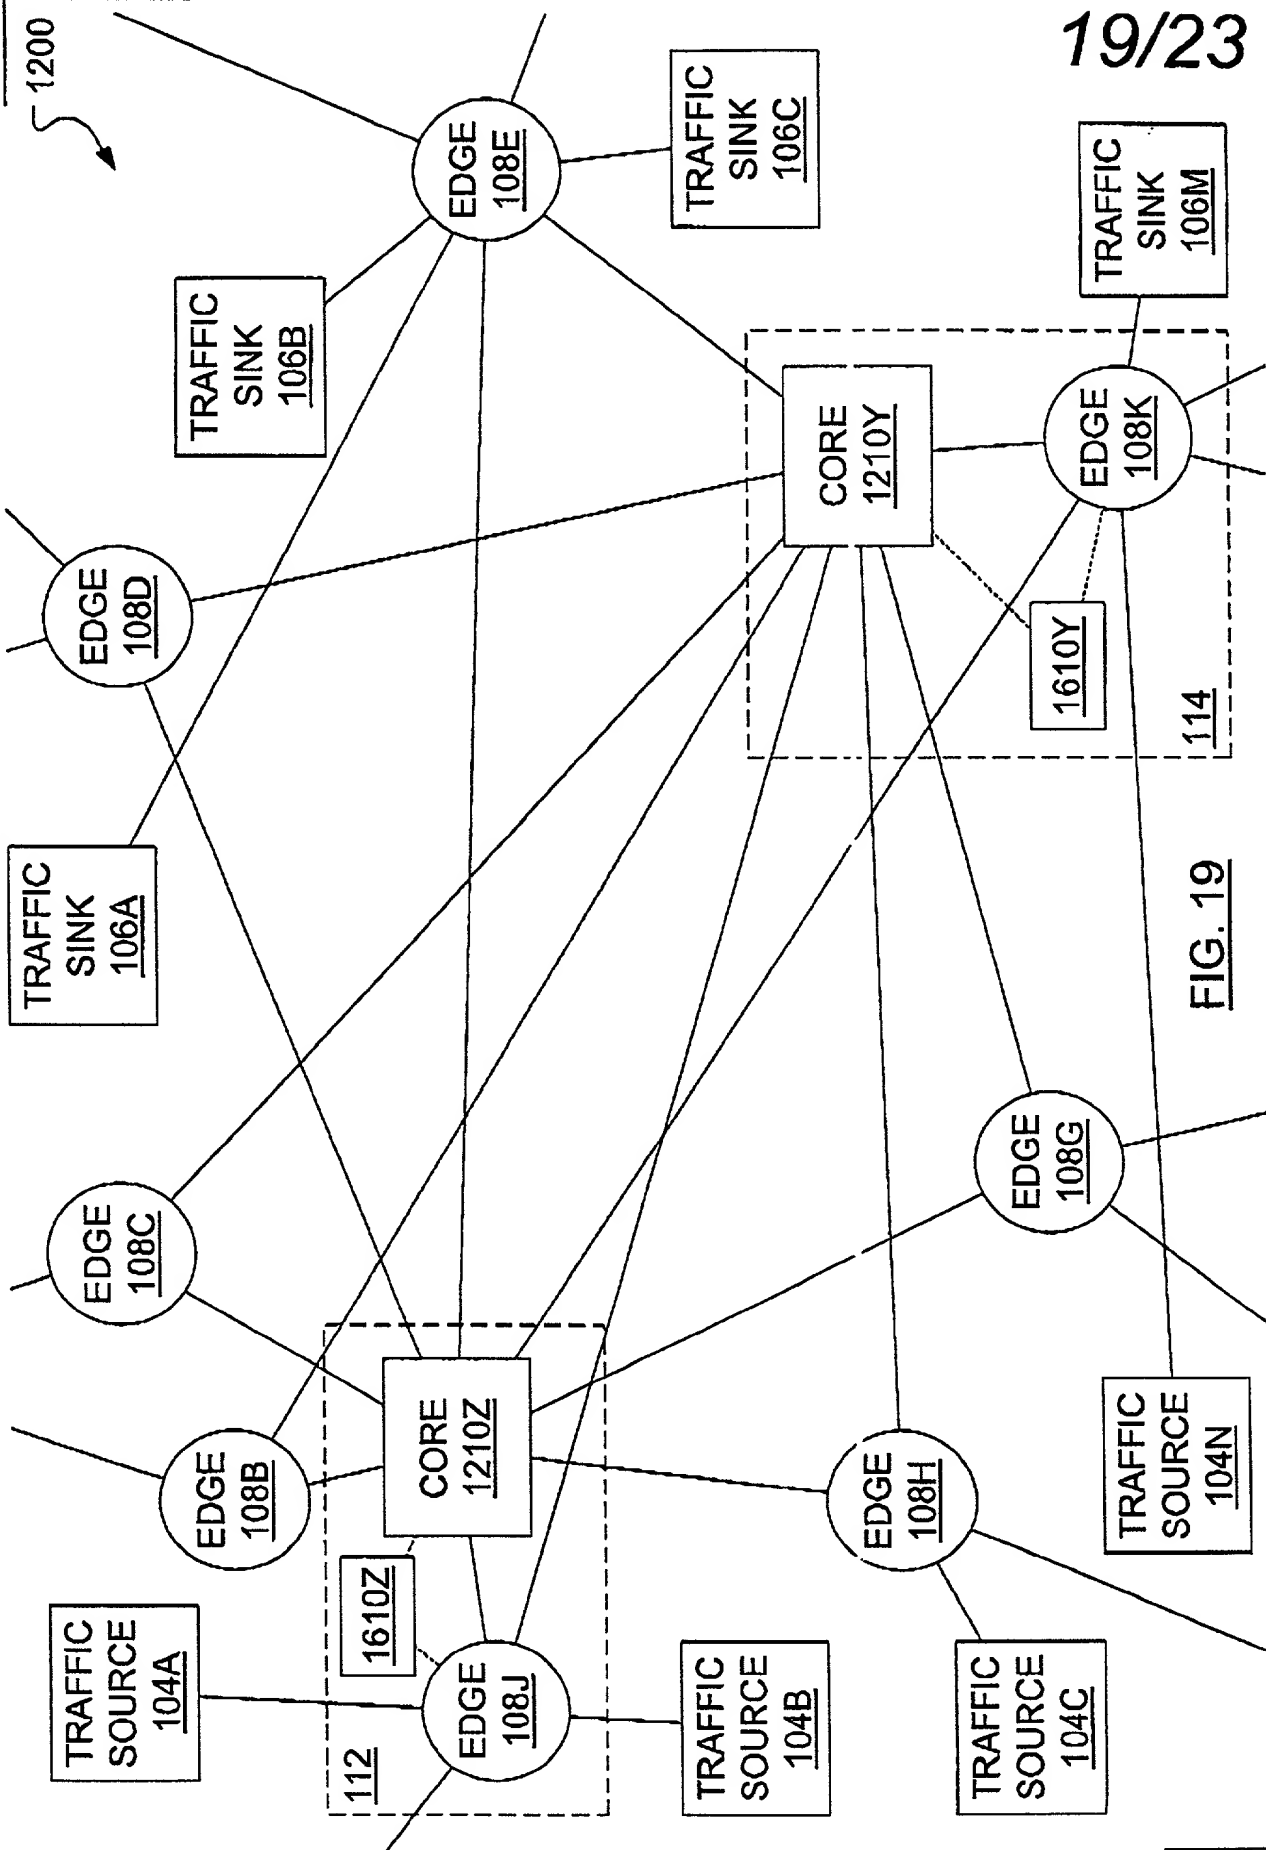 19/23
1200
EDGE
108E
TRAFFIC
SINK
106C
TRAFFIC
SINK
106M
TRAFFIC
SINK
106B
CORE
1210Y
EDGE
108K
EDGE
108D
1610Y
114
TRAFFIC
SINK
106A
FIG. 19
EDGE
108C
EDGE
108G
EDGE
108B
CORE
1210Z
EDGE
108H
TRAFFIC
SOURCE
104N
1610Z
TRAFFIC
SOURCE
104A
EDGE
108J
112
TRAFFIC
SOURCE
104B
TRAFFIC
SOURCE
104C